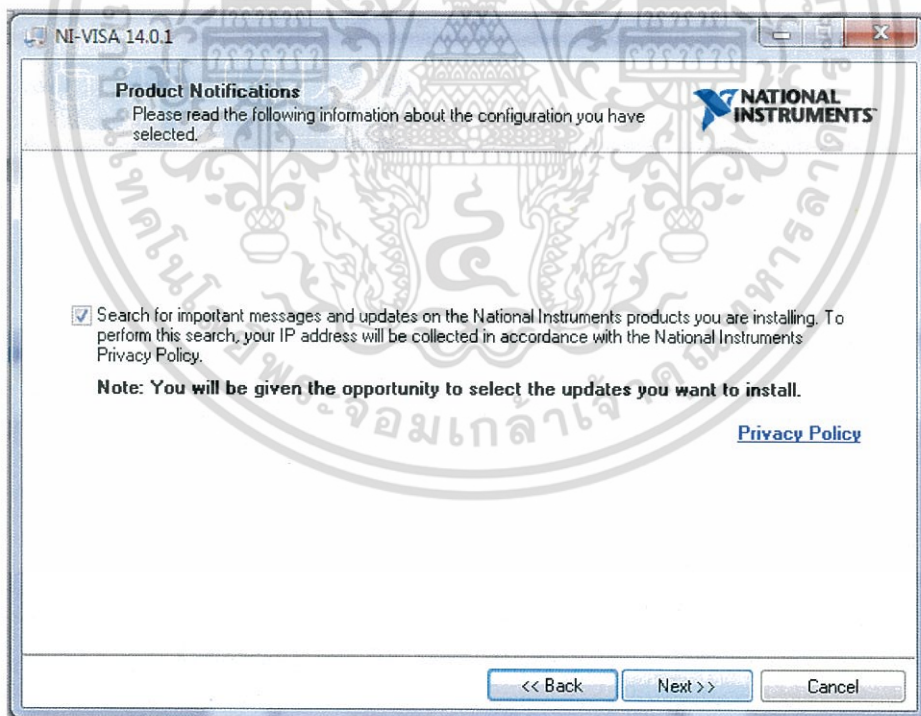 NI-VISA 14.0.1
Product Notifications
Please read the following information about the configuration you have
selected.
NATIONAL
INSTRUMENTS
Search for important messages and updates on the National Instruments products you are installing. To
perform this search, your IP address will be collected in accordance with the National Instruments
Privacy Policy.
Note: You will be given the opportunity to select the updates you want to install.
Privacy Policy
<< Back
Next >>
Cancel